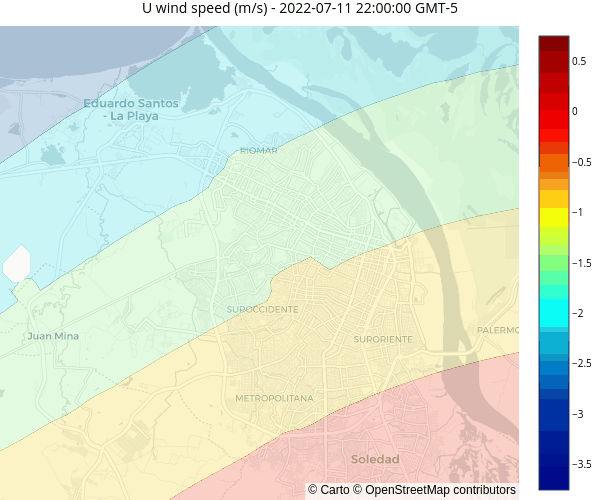 U wind speed (m/s) - 2022-07-11 22:00:00 GMT-5
Eduardo Santos
- La Playa
RIOMAR
SUROCCIDENTE
Juan Mina
SURORIENTE
PALERMO
METROPOLITANA
Soledad
© Carto © OpenStreetMap contributors
0.5
0
−0.5
−1
−1.5
−2
−2.5
−3
−3.5